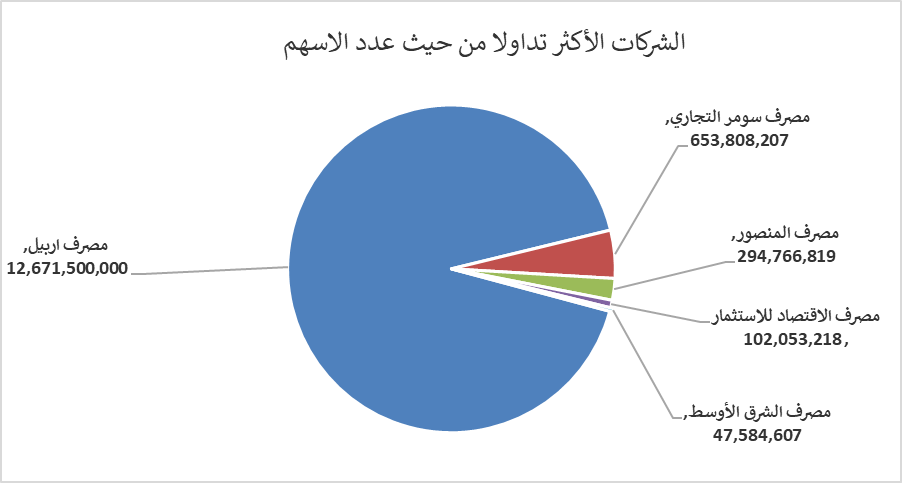 الشركات الأكثر تداولا من حيث عدد الاسهم
مصرف سومر التجاري,
653,808,207
مصرف المنصور,
294,766,819
مصرف الاقتصاد للاستثمار
102,053,218 ,
مصرف الشرق الأوسط,
47,584,607
مصرف اربيل,
12,671,500,000